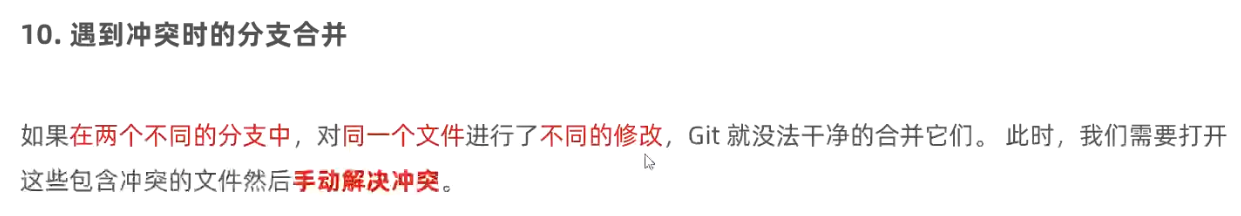 10. 遇到冲突时的分支合并
如果在两个不同的分支中，对同一个文件进行了不同的修改，Git 就没法干净的合并它们。 此时，我们需要打开
这些包含冲突的文件然后手动解决冲突。